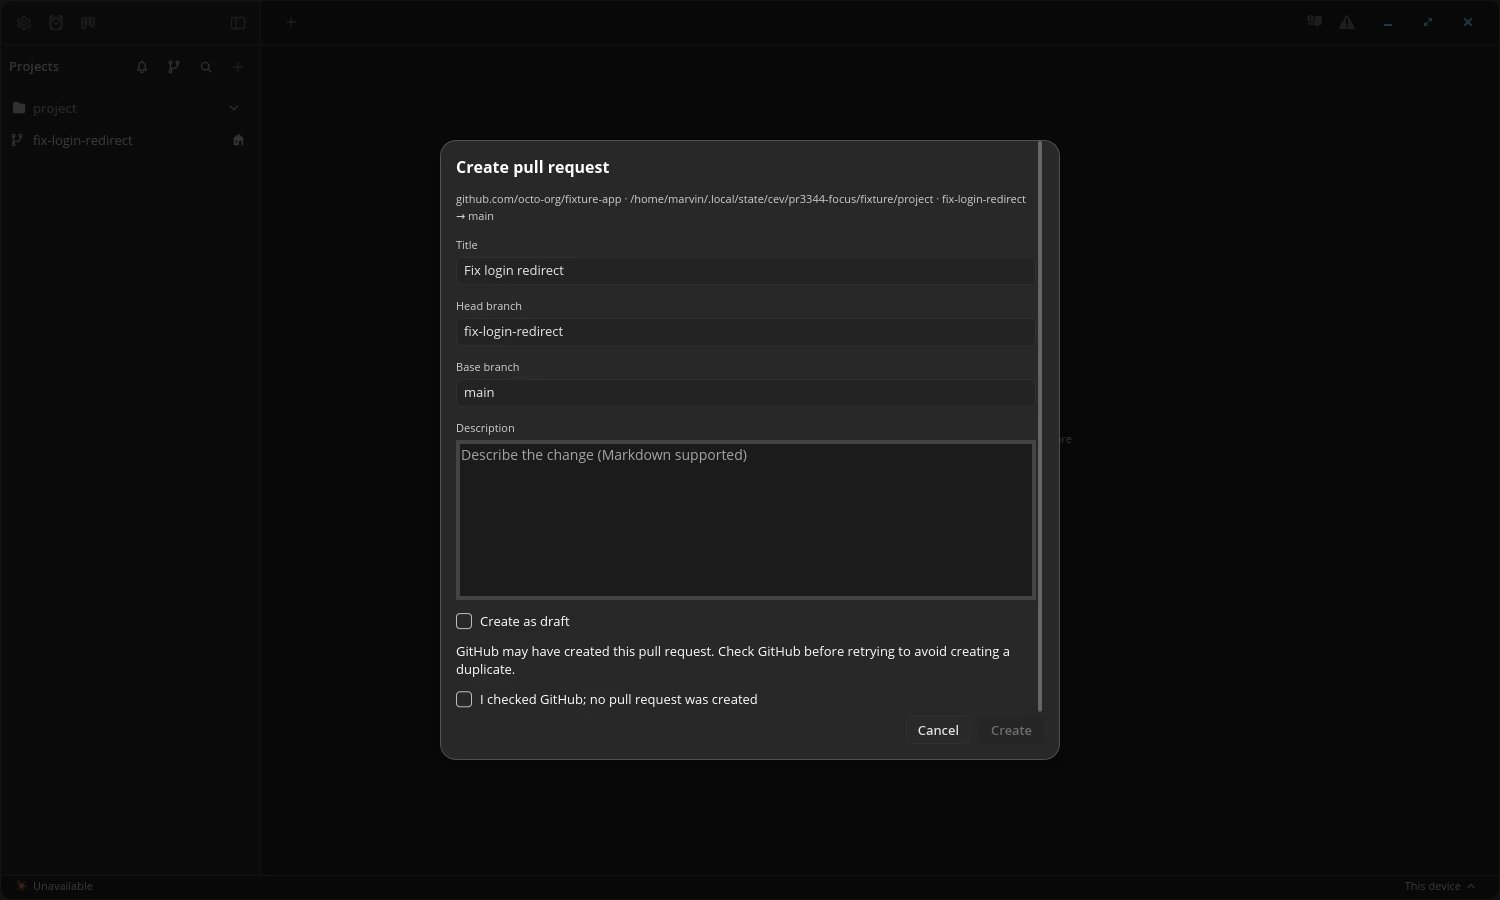 Projects
project
fix-login-redirect
Create pull request
github.com/octo-org/fixture-app · /home/marvin/.local/state/cev/pr3344-focus/fixture/project · fix-login-redirect
→ main
Title
Fix login redirect
Head branch
fix-login-redirect
Base branch
main
Description
Describe the change (Markdown supported)
Create as draft
GitHub may have created this pull request. Check GitHub before retrying to avoid creating a
duplicate.
I checked GitHub; no pull request was created
Cancel
Create
Unavailable
This device